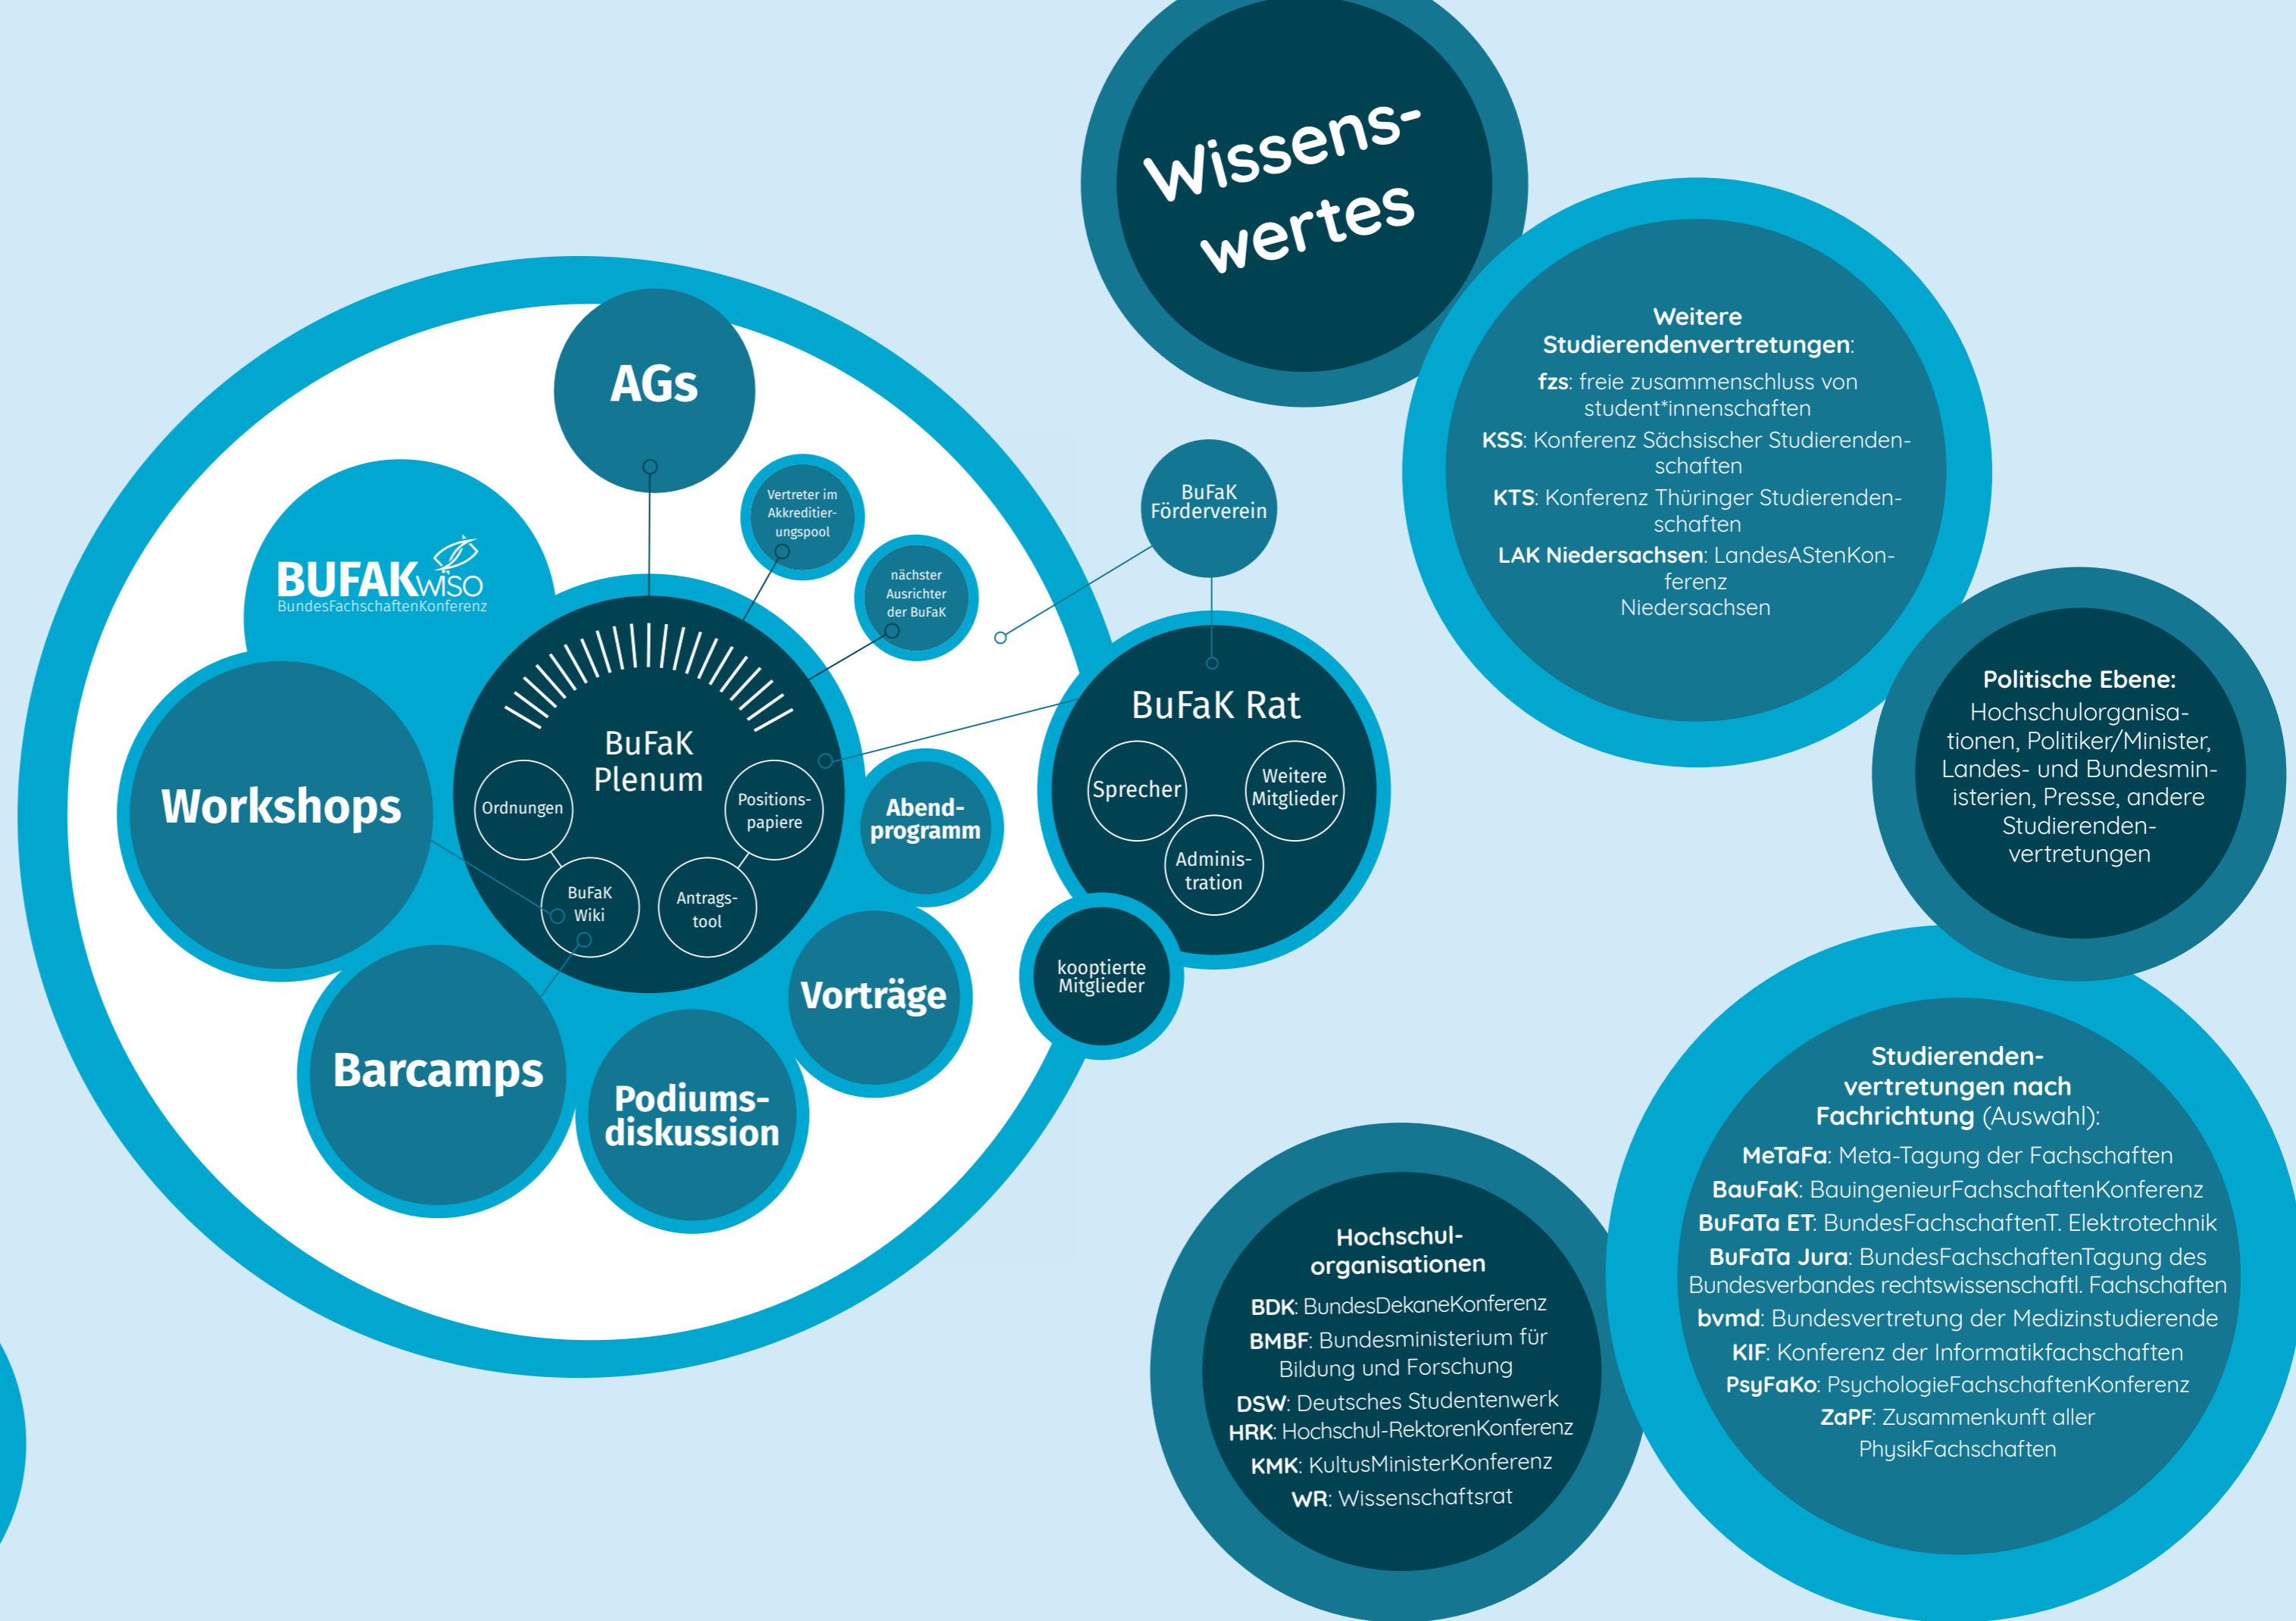 Wissens-
wertes
AGs
Vertreter im
Akkreditier-
ungspool
nächster
Ausrichter
der BuFaK
BUFAKWISO
BundesFachschaftenKonferenz
BuFaK
Förderverein
Workshops
BuFaK
Plenum
Ordnungen
Positions-
papiere
BuFaK
Wiki
Antrags-
tool
Abend-
programm
Vorträge
Barcamps
Podiums-
diskussion
BuFaK Rat
Sprecher
Weitere
Mitglieder
Adminis-
tration
kooptierte
Mitglieder
Weitere
Studierendenvertretungen:
fzs: freie zusammenschluss von
student*innenschaften
KSS: Konferenz Sächsischer Studierenden-
schaften
KTS: Konferenz Thüringer Studierenden-
schaften
LAK Niedersachsen: LandesAStenKon-
ferenz
Niedersachsen
Politische Ebene:
Hochschulorganisa-
tionen, Politiker/Minister,
Landes- und Bundesmin-
isterien, Presse, andere
Studierenden-
vertretungen
Studierenden-
vertretungen nach
Fachrichtung (Auswahl):
MeTaFa: Meta-Tagung der Fachschaften
BauFaK: BauingenieurFachschaftenKonferenz
BuFaTa ET: BundesFachschaftenT. Elektrotechnik
BuFaTa Jura: BundesFachschaftenTagung des
Bundesverbandes rechtswissenschaftl. Fachschaften
bvmd: Bundesvertretung der Medizinstudierende
KIF: Konferenz der Informatikfachschaften
PsyFaKo: PsychologieFachschaftenKonferenz
ZaPF: Zusammenkunft aller
PhysikFachschaften
Hochschul-
organisationen
BDK: BundesDekaneKonferenz
BMBF: Bundesministerium für
Bildung und Forschung
DSW: Deutsches Studentenwerk
HRK: Hochschul-RektorenKonferenz
KMK: KultusMinisterKonferenz
WR: Wissenschaftsrat